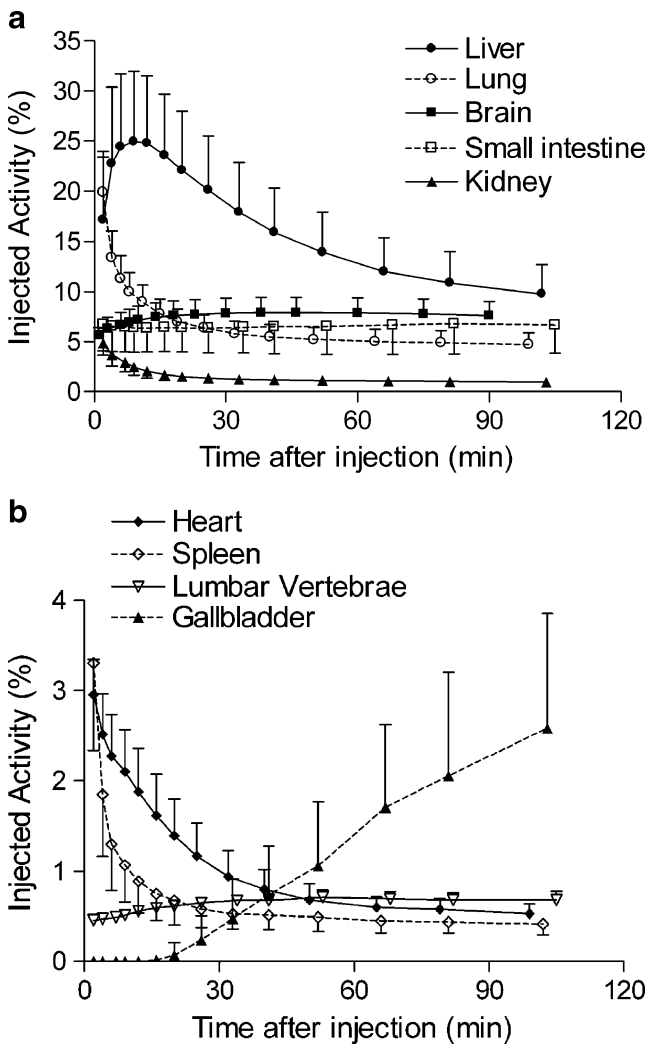 a
35
30
25
20
15
10
5
0
Injected Activity (%)
Liver
Lung
Brain
Small intestine
Kidney
0 30 60 90 120
Time after injection (min)
b
Heart
Spleen
Lumbar Vertebrae
Gallbladder
4
3
2
1
0
Injected Activity (%)
0 30 60 90 120
Time after injection (min)